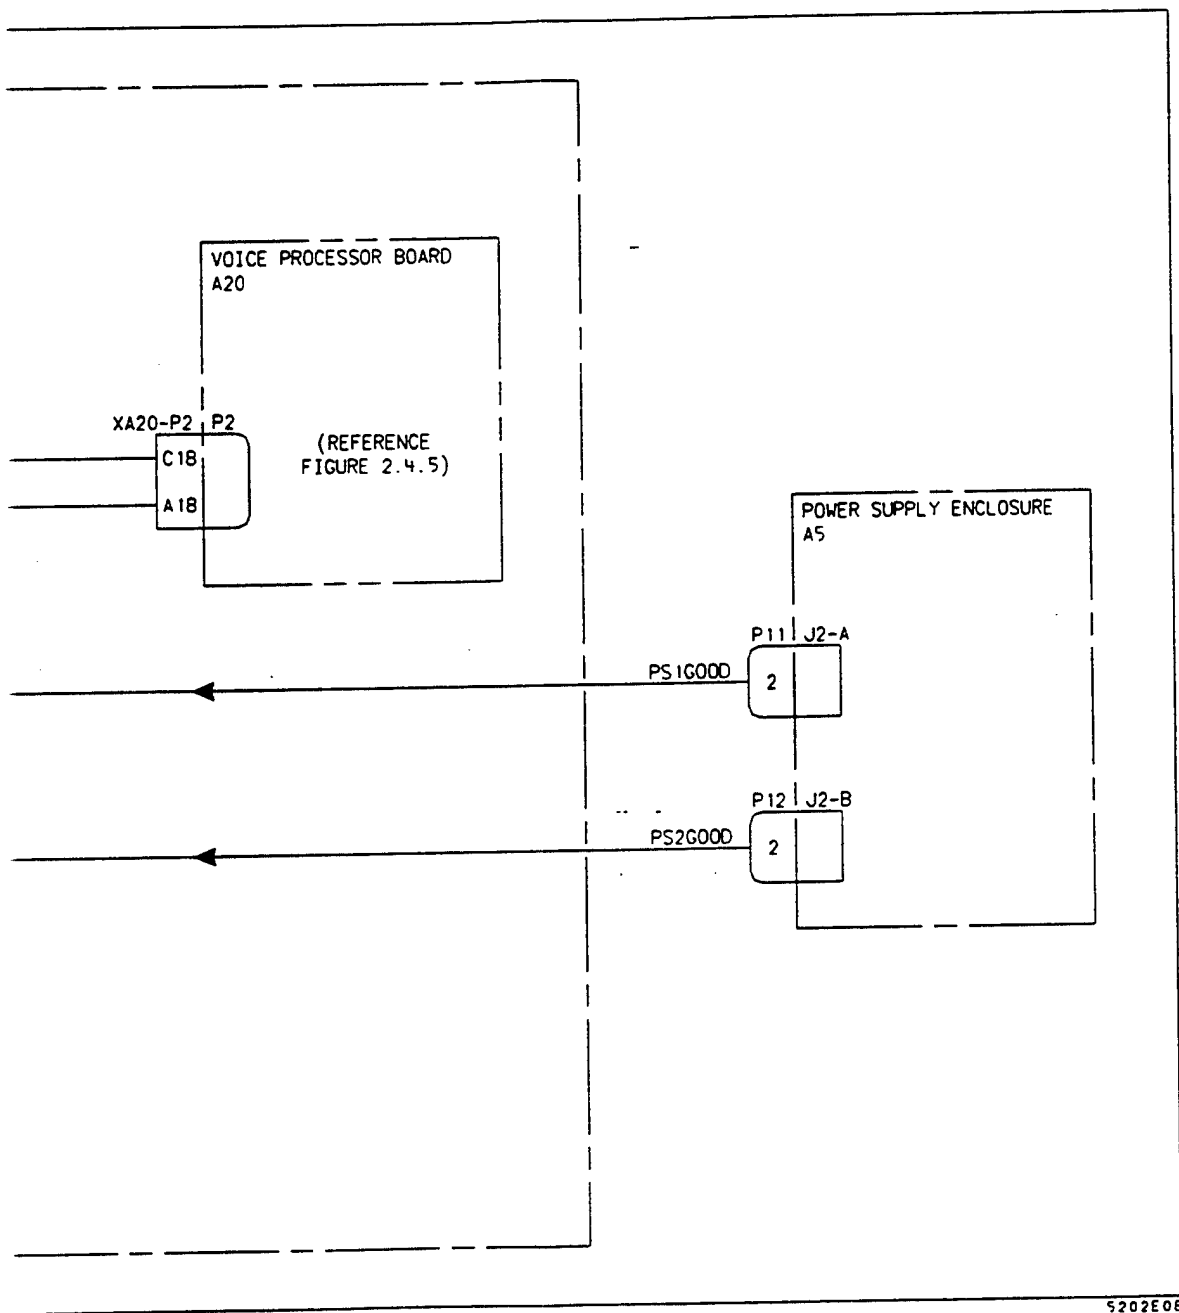 VOICE PROCESSOR BOARD
A20
XA20-P2 P2
C18
A18
(REFERENCE
FIGURE 2.4.5)
POWER SUPPLY ENCLOSURE
A5
P11 J2-A
PS1GOOD
2
P12 J2-B
PS2GOOD
2
5202E08